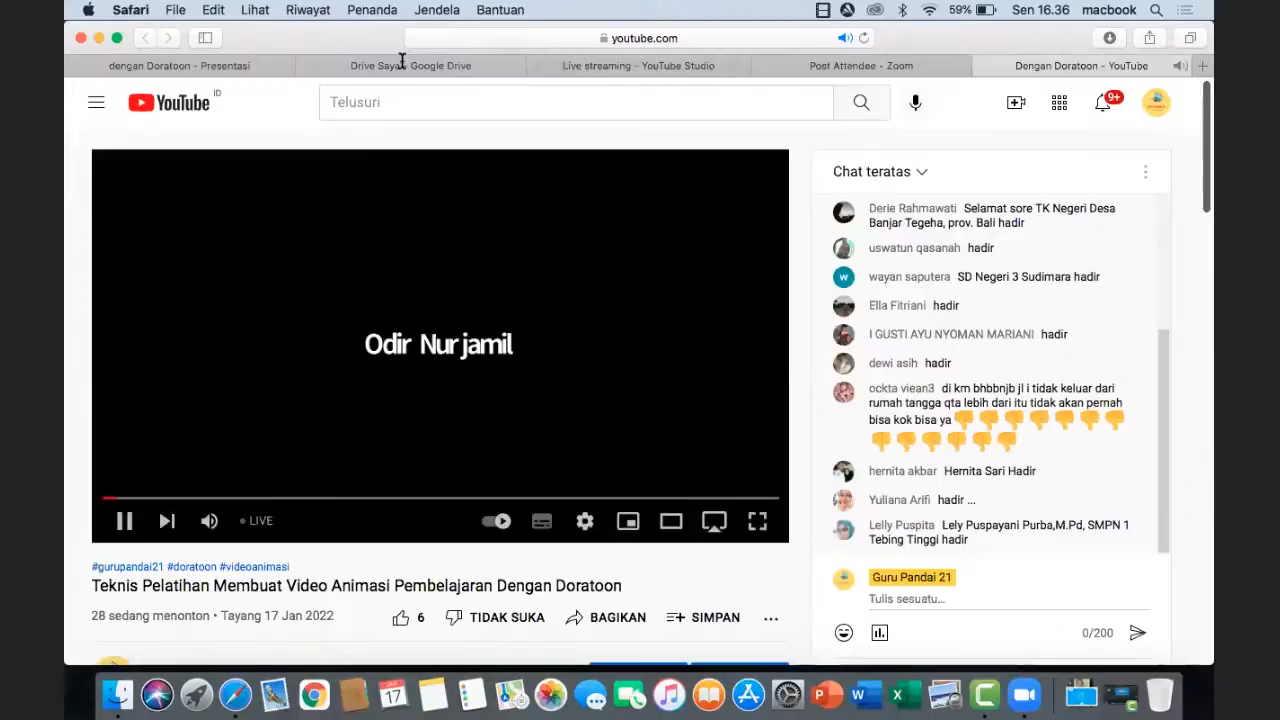 Safari File Edit Lihat Riwayat Penanda Jendela Bantuan 59% Sen 16.36 macbook
youtube.com
dengan Doratoon - Presentasi
Drive Saya - Google Drive
Live streaming - YouTube Studio
Post Attendee - Zoom
Dengan Doratoon - YouTube
YouTube ID
Telusuri
9+
Odir Nurjamil
LIVE
#gurupandai21 #doratoon #videoanimasi
Teknis Pelatihan Membuat Video Animasi Pembelajaran Dengan Doratoon
28 sedang menonton • Tayang 17 Jan 2022
6 TIDAK SUKA BAGIKAN SIMPAN
Chat teratas
Derie Rahmawati Selamat sore TK Negeri Desa
Banjar Tegeha, prov. Bali hadir
uswatun qasanah hadir
w
wayan saputera SD Negeri 3 Sudimara hadir
Ella Fitriani hadir
I GUSTI AYU NYOMAN MARIANI hadir
dewi asih hadir
ockta viean3 di km bhbbnjb jl i tidak keluar dari
rumah tangga qta lebih dari itu tidak akan pernah
bisa kok bisa ya 👎👎👎👎👎👎👎
👎👎👎👎👎👎
hernita akbar Hernita Sari Hadir
Yuliana Arifi hadir ...
Lelly Puspita Lely Puspayani Purba,M.Pd, SMPN 1
Tebing Tinggi hadir
Guru Pandai 21
Tulis sesuatu...
0/200
17